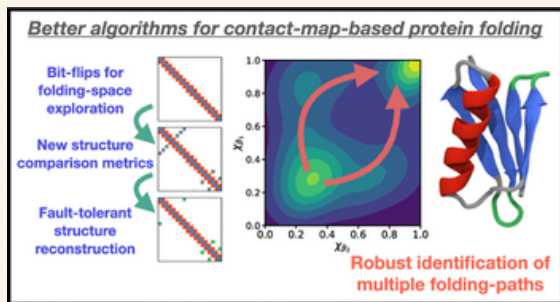 Better algorithms for contact-map-based protein folding
Bit-flips for
folding-space
exploration
New structure
comparison metrics
Fault-tolerant
structure
reconstruction
1.0
0.8
0.6
0.4
0.2
0.0
χβ₁
0.0 0.2 0.4 0.6 0.8 1.0
χβ₂
Robust identification of
multiple folding-paths